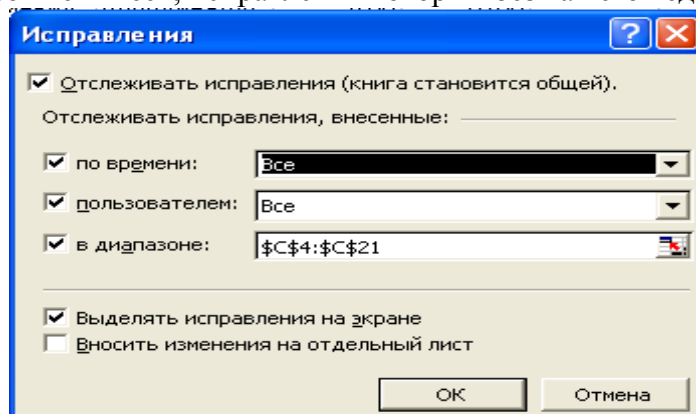 Исправления
Отслеживать исправления (книга становится общей).
Отслеживать исправления, внесенные:
по времени: Все
пользователем: Все
в диапазоне: $C$4:$C$21
Выделять исправления на экране
Вносить изменения на отдельный лист
ОК Отмена